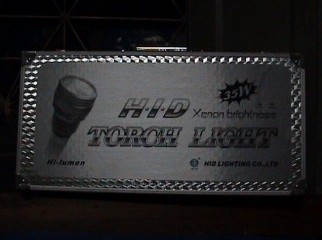 35W
H·I·D
Xenon brightness
TORCH LIGHT
Hi-lumen
HID LIGHTING CO.,LTD